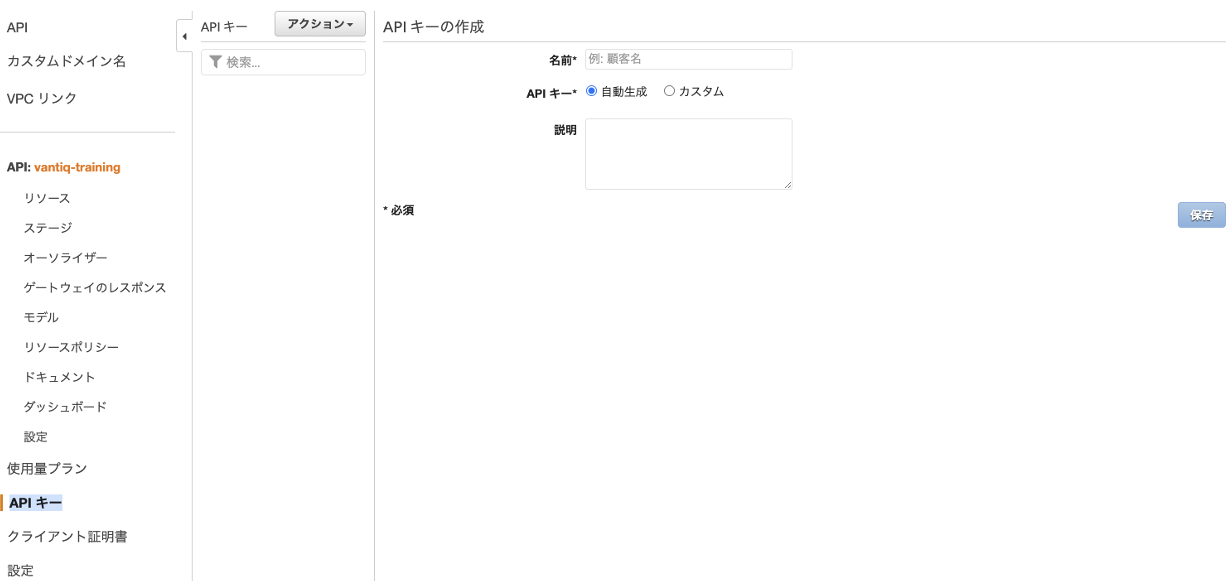 API
カスタムドメイン名
VPC リンク
API: vantiq-training
リソース
ステージ
オーソライザー
ゲートウェイのレスポンス
モデル
リソースポリシー
ドキュメント
ダッシュボード
設定
使用量プラン
API キー
クライアント証明書
設定
API キー
アクション
検索...
API キーの作成
名前* 例: 顧客名
API キー* 自動生成 カスタム
説明
* 必須
保存